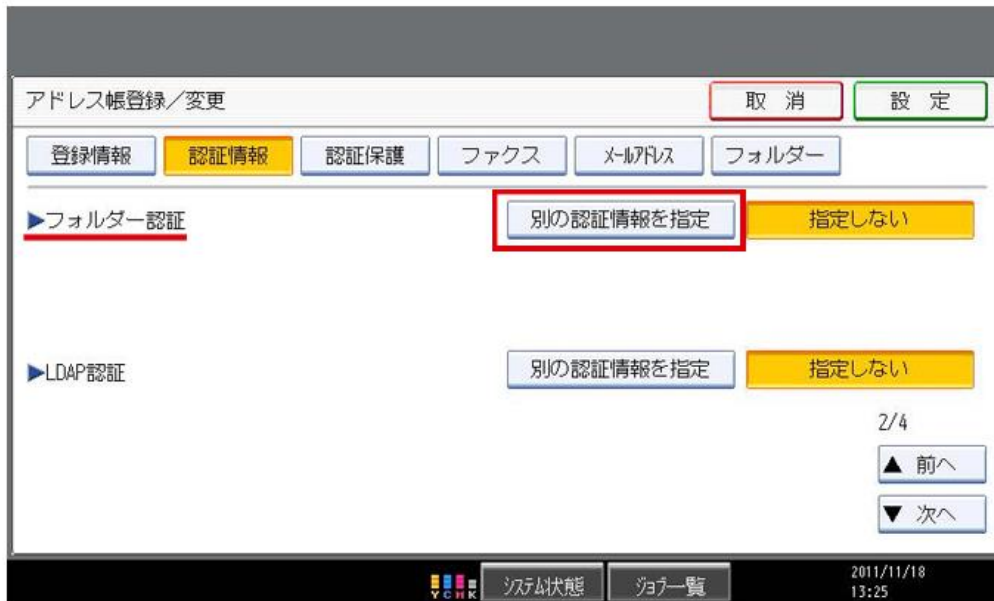 アドレス帳登録／変更
取 消
設 定
登録情報
認証情報
認証保護
ファクス
メールアドレス
フォルダー
▶フォルダー認証
別の認証情報を指定
指定しない
▶LDAP認証
別の認証情報を指定
指定しない
2/4
▲ 前へ
▼ 次へ
Y C M K
システム状態
ジョブ一覧
2011/11/18
13:25